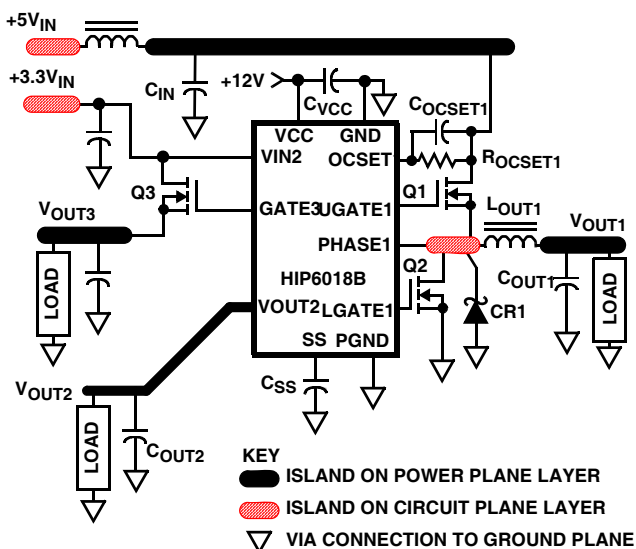 +5VIN
+3.3VIN
CIN
+12V
CVCC
COCSET1
VCC
GND
VIN2
OCSET
ROCSET1
Q3
Q1
GATE3
UGATE1
LOUT1
VOUT3
VOUT1
PHASE1
Q2
COUT1
LOAD
HIP6018B
LOAD
VOUT2
LGATE1
CR1
SS
PGND
CSS
VOUT2
LOAD
COUT2
KEY
ISLAND ON POWER PLANE LAYER
ISLAND ON CIRCUIT PLANE LAYER
VIA CONNECTION TO GROUND PLANE